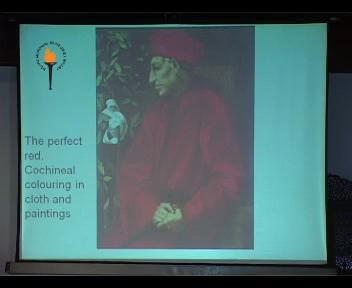 The perfect
red.
Cochineal
colouring in
cloth and
paintings